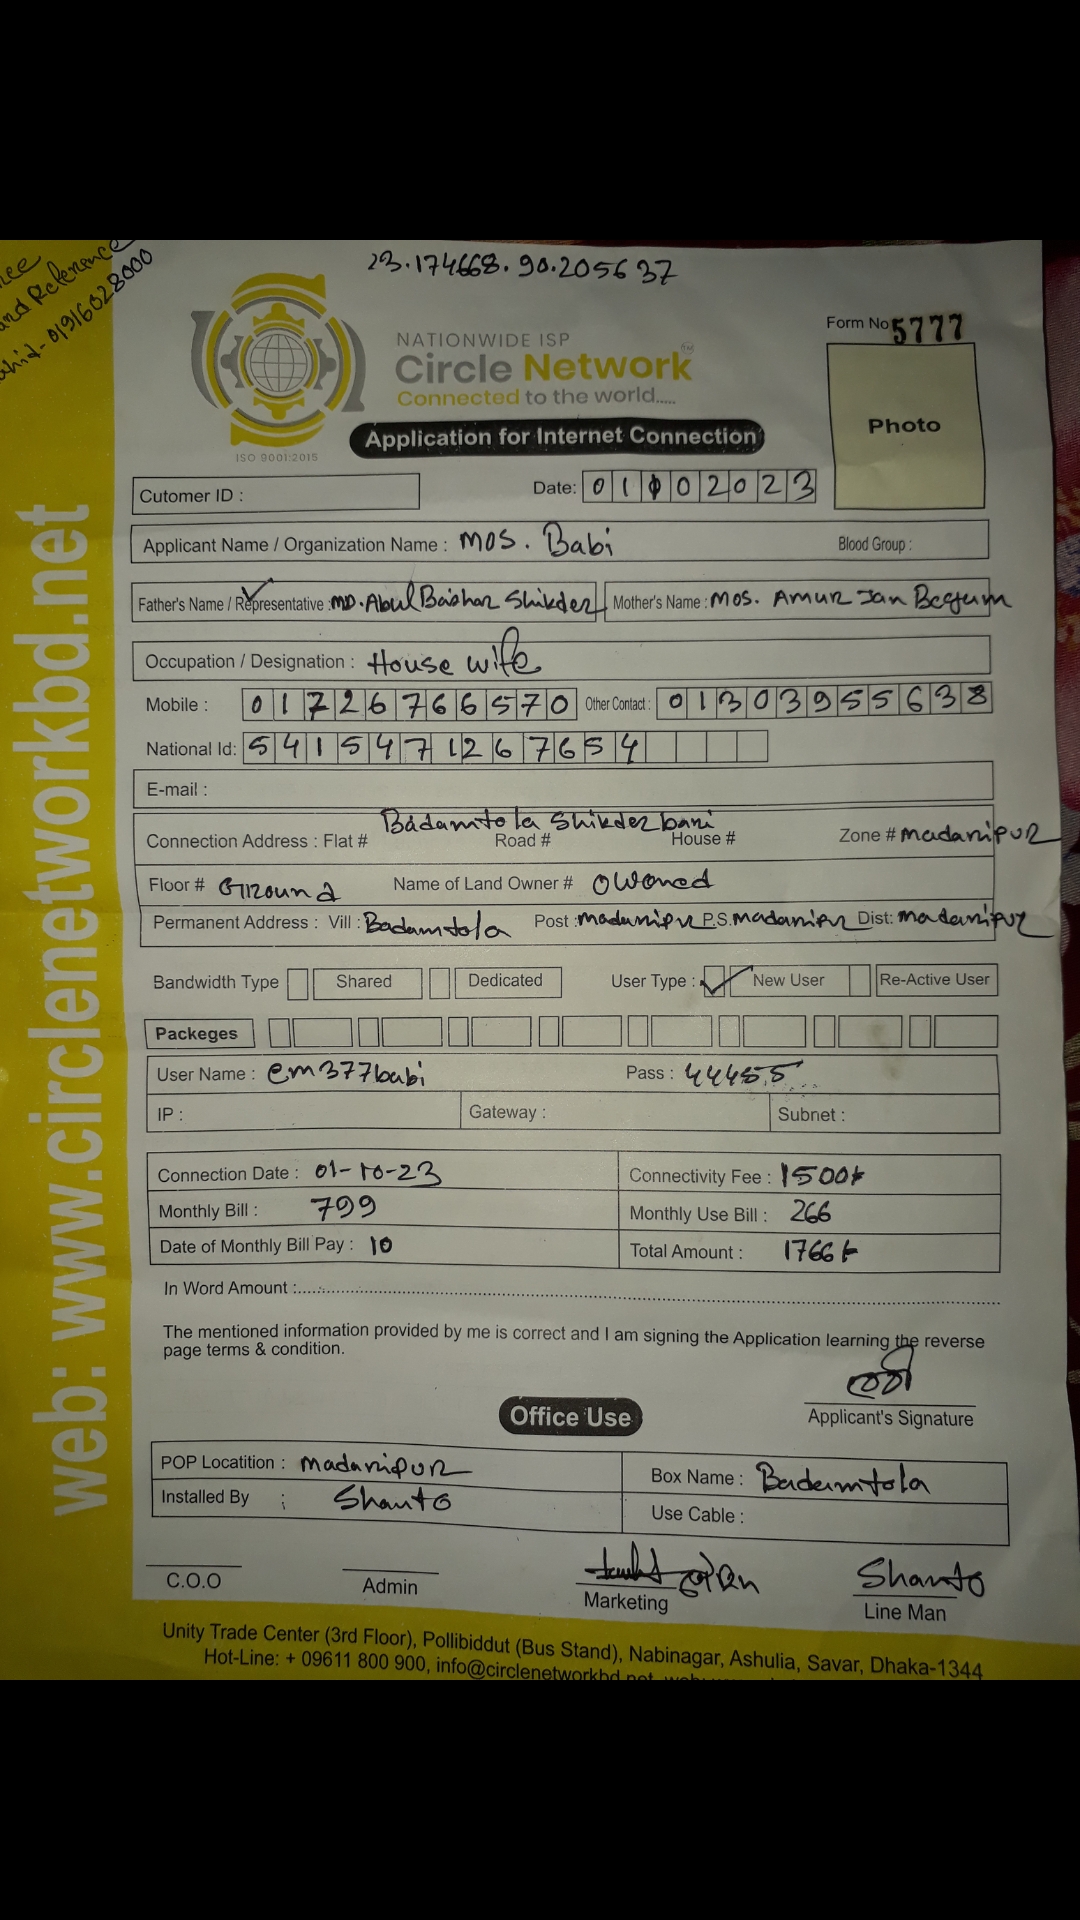 23.174668.90.205637
and Reference
01916028000
NATIONWIDE ISP
Circle Network
Connected to the world.....
ISO 9001:2015
Form No 5777
Photo
Application for Internet Connection
Cutomer ID :
Date: 01102023
Applicant Name / Organization Name : MOS. Babi
Blood Group :
Father's Name / Representative : MD. Abul Bashar Shikder
Mother's Name : MOS. Amur Jan Begum
Occupation / Designation : House wife
Mobile : 01726766570 Other Contact : 01303955638
National Id: 5415471267654
E-mail :
Badamtola Shikder bari
Connection Address : Flat # Road # House # Zone # Madaripur
Floor # Ground Name of Land Owner # Owoned
Permanent Address : Vill : Badamtola Post : Madaripur P.S. Madaripur Dist: Madaripur
Bandwidth Type Shared Dedicated User Type : New User Re-Active User
Packeges
User Name : em377babi Pass : 444555
IP : Gateway : Subnet :
Connection Date : 01-10-23 Connectivity Fee : 1500t
Monthly Bill : 799 Monthly Use Bill : 266
Date of Monthly Bill Pay : 10 Total Amount : 1766t
In Word Amount :
The mentioned information provided by me is correct and I am signing the Application learning the reverse
page terms & condition.
Applicant's Signature
Office Use
POP Locatition : Madaripur Box Name : Badamtola
Installed By : Shanto Use Cable :
Shanto
C.O.O Admin Marketing Line Man
Unity Trade Center (3rd Floor), Pollibiddut (Bus Stand), Nabinagar, Ashulia, Savar, Dhaka-1344
Hot-Line: + 09611 800 900, info@circlenetworkbd.net, web:
web: www.circlenetworkbd.net